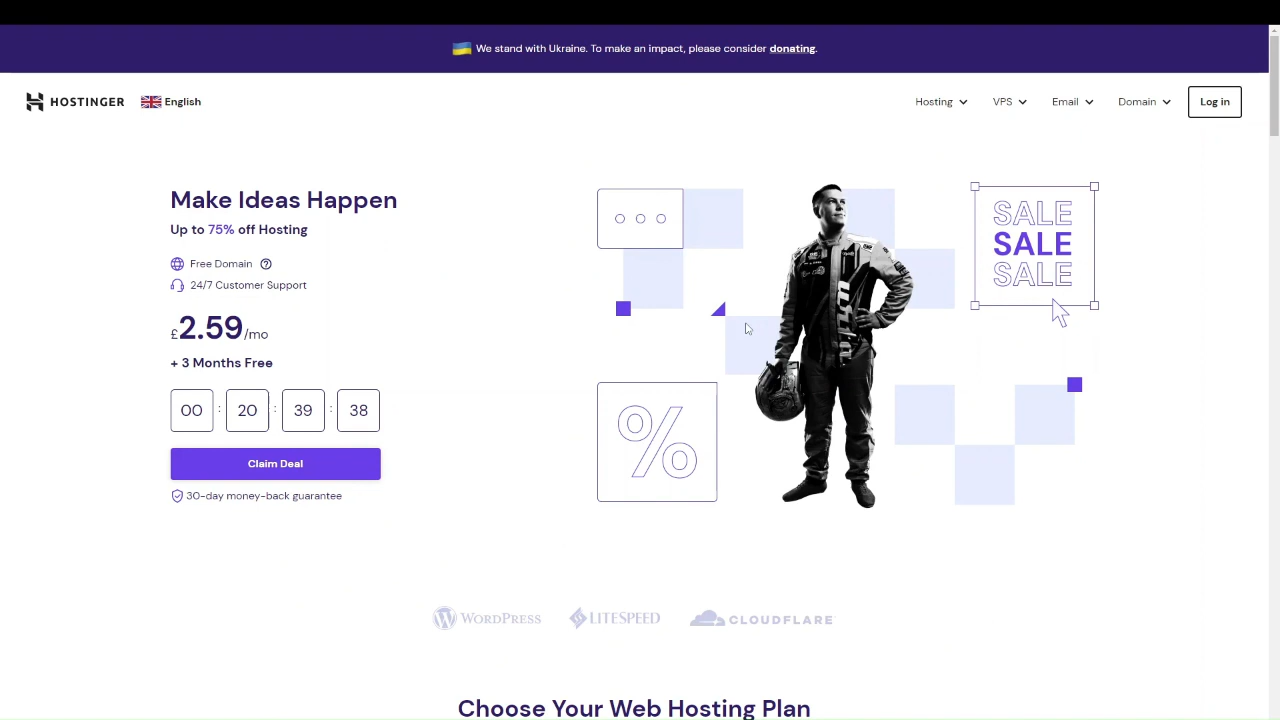 We stand with Ukraine. To make an impact, please consider donating.
HOSTINGER
English
Hosting
VPS
Email
Domain
Log in
Make Ideas Happen
Up to 75% off Hosting
Free Domain
24/7 Customer Support
£2.59/mo
+ 3 Months Free
00 : 20 : 39 : 38
Claim Deal
30-day money-back guarantee
SALE
SALE
SALE
%
WORDPRESS
LITESPEED
CLOUDFLARE
Choose Your Web Hosting Plan